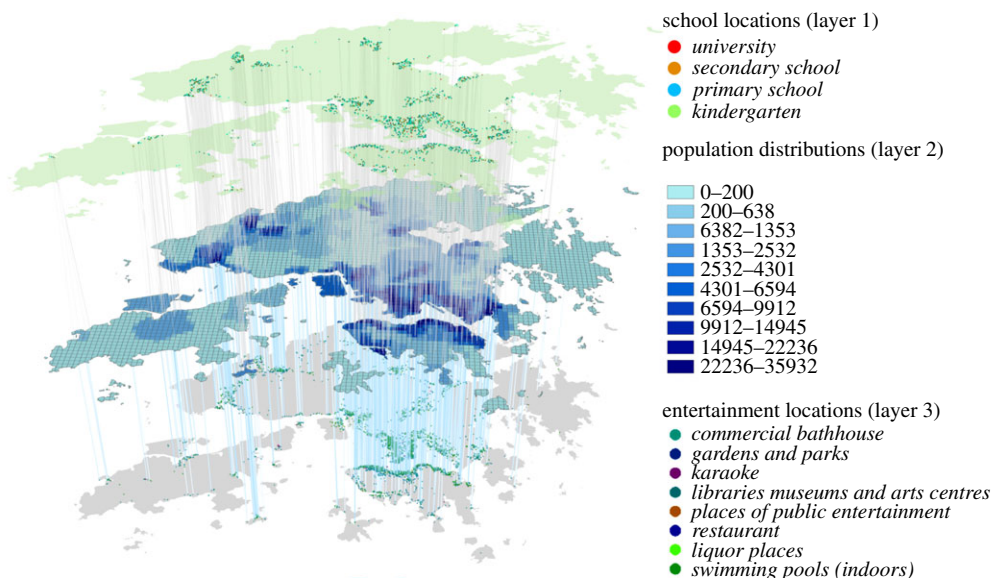 school locations (layer 1)
university
secondary school
primary school
kindergarten
population distributions (layer 2)
0–200
200–638
6382–1353
1353–2532
2532–4301
4301–6594
6594–9912
9912–14945
14945–22236
22236–35932
entertainment locations (layer 3)
commercial bathhouse
gardens and parks
karaoke
libraries museums and arts centres
places of public entertainment
restaurant
liquor places
swimming pools (indoors)